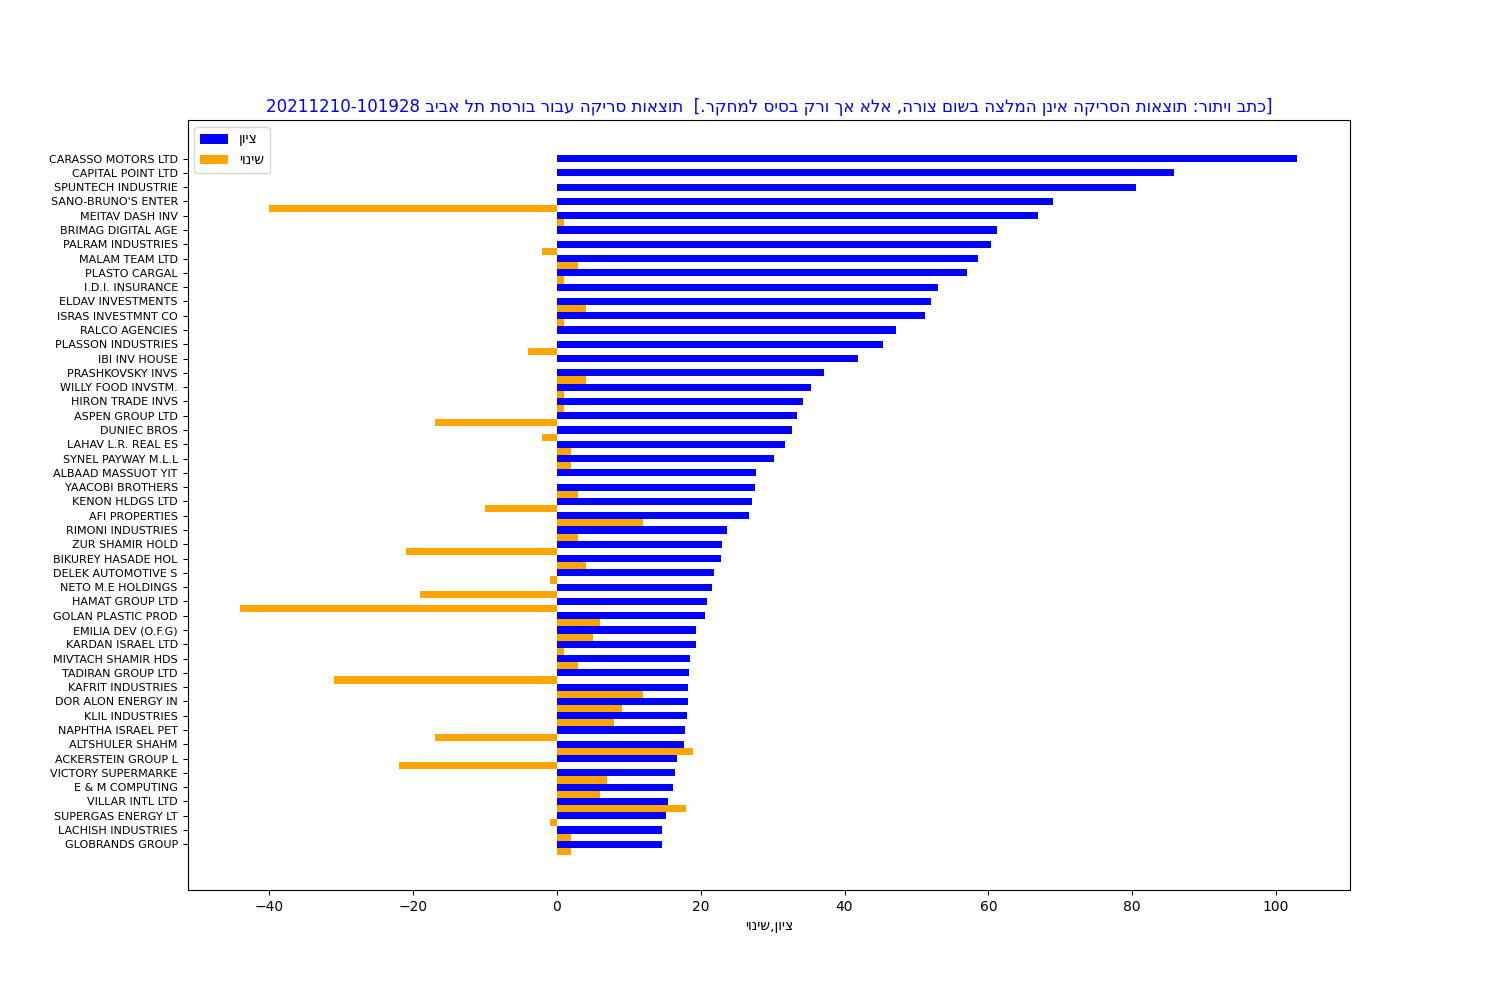 [כתב ויתור: תוצאות הסריקה אינן המלצה בשום צורה, אלא אך ורק בסיס למחקר.]  תוצאות סריקה עבור בורסת תל אביב 20211210-101928
ציון
שינוי
CARASSO MOTORS LTD
CAPITAL POINT LTD
SPUNTECH INDUSTRIE
SANO-BRUNO'S ENTER
MEITAV DASH INV
BRIMAG DIGITAL AGE
PALRAM INDUSTRIES
MALAM TEAM LTD
PLASTO CARGAL
I.D.I. INSURANCE
ELDAV INVESTMENTS
ISRAS INVESTMNT CO
RALCO AGENCIES
PLASSON INDUSTRIES
IBI INV HOUSE
PRASHKOVSKY INVS
WILLY FOOD INVSTM.
HIRON TRADE INVS
ASPEN GROUP LTD
DUNIEC BROS
LAHAV L.R. REAL ES
SYNEL PAYWAY M.L.L
ALBAAD MASSUOT YIT
YAACOBI BROTHERS
KENON HLDGS LTD
AFI PROPERTIES
RIMONI INDUSTRIES
ZUR SHAMIR HOLD
BIKUREY HASADE HOL
DELEK AUTOMOTIVE S
NETO M.E HOLDINGS
HAMAT GROUP LTD
GOLAN PLASTIC PROD
EMILIA DEV (O.F.G)
KARDAN ISRAEL LTD
MIVTACH SHAMIR HDS
TADIRAN GROUP LTD
KAFRIT INDUSTRIES
DOR ALON ENERGY IN
KLIL INDUSTRIES
NAPHTHA ISRAEL PET
ALTSHULER SHAHM
ACKERSTEIN GROUP L
VICTORY SUPERMARKE
E & M COMPUTING
VILLAR INTL LTD
SUPERGAS ENERGY LT
LACHISH INDUSTRIES
GLOBRANDS GROUP
−40 −20 0 20 40 60 80 100
ציון,שינוי